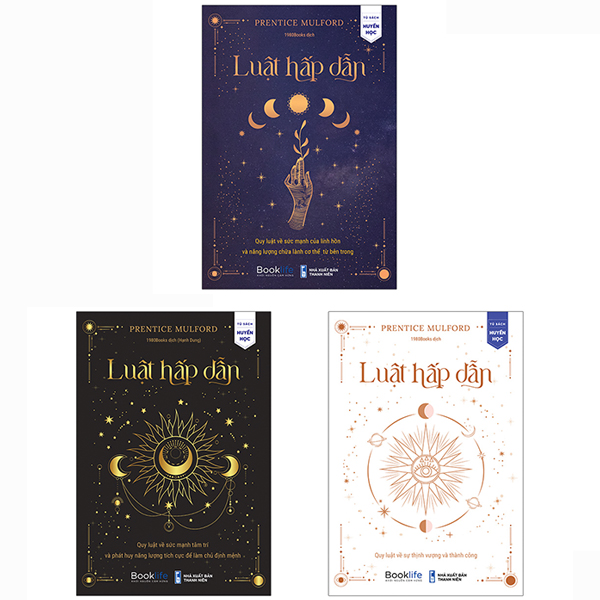 PRENTICE MULFORD
1980Books dịch
TỦ SÁCH
HUYỀN
HỌC
Luật hấp dẫn
Quy luật về sức mạnh của linh hồn
và năng lượng chữa lành cơ thể từ bên trong
Booklife
NHÀ XUẤT BẢN
THANH NIÊN
PRENTICE MULFORD
1980Books dịch (Hạnh Dung)
TỦ SÁCH
HUYỀN
HỌC
Luật hấp dẫn
Quy luật về sức mạnh tâm trí
và phát huy năng lượng tích cực để làm chủ định mệnh
Booklife
NHÀ XUẤT BẢN
THANH NIÊN
PRENTICE MULFORD
1980Books dịch
TỦ SÁCH
HUYỀN
HỌC
Luật hấp dẫn
Quy luật về sự thịnh vượng và thành công
Booklife
NHÀ XUẤT BẢN
THANH NIÊN